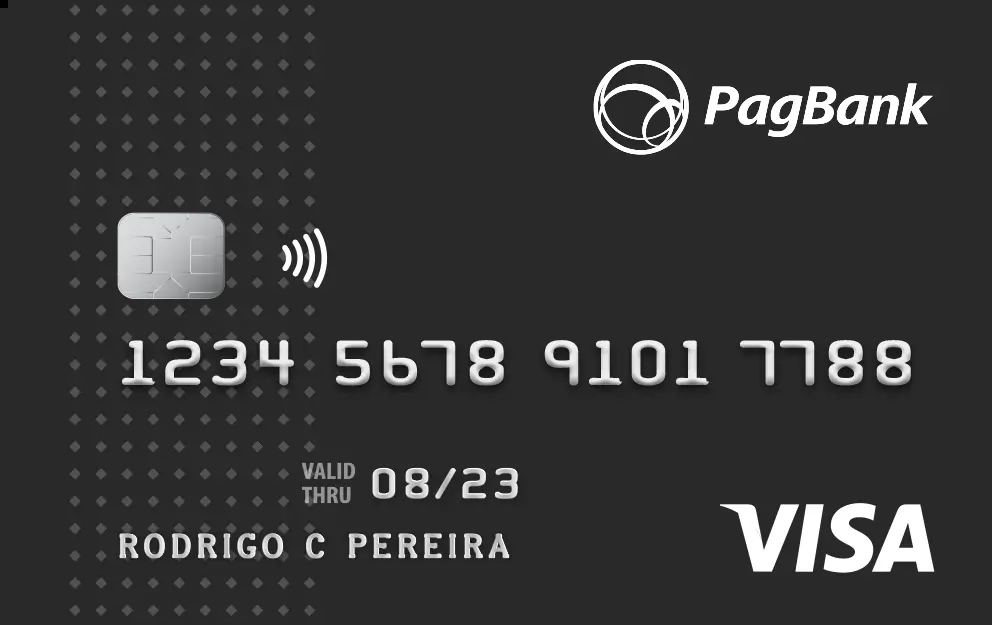 PagBank
1234 5678 9101 7788
VALID THRU 08/23
RODRIGO C PEREIRA
VISA